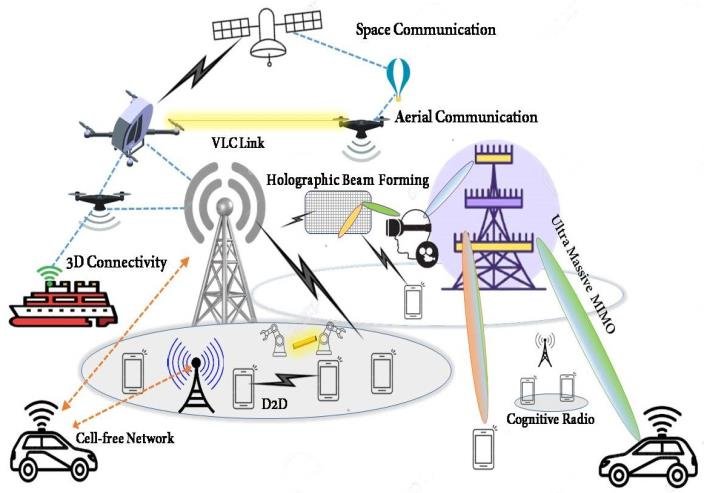 Space Communication
Aerial Communication
VLC Link
Holographic Beam Forming
3D Connectivity
Ultra Massive MIMO
D2D
Cognitive Radio
Cell-free Network